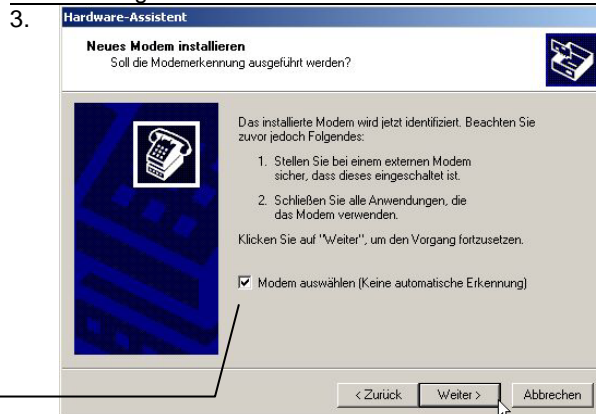 3.
Hardware-Assistent
Neues Modem installieren
Soll die Modemerkennung ausgeführt werden?
Das installierte Modem wird jetzt identifiziert. Beachten Sie
zuvor jedoch Folgendes:
1. Stellen Sie bei einem externen Modem
sicher, dass dieses eingeschaltet ist.
2. Schließen Sie alle Anwendungen, die
das Modem verwenden.
Klicken Sie auf "Weiter", um den Vorgang fortzusetzen.
Modem auswählen (Keine automatische Erkennung)
< Zurück Weiter > Abbrechen